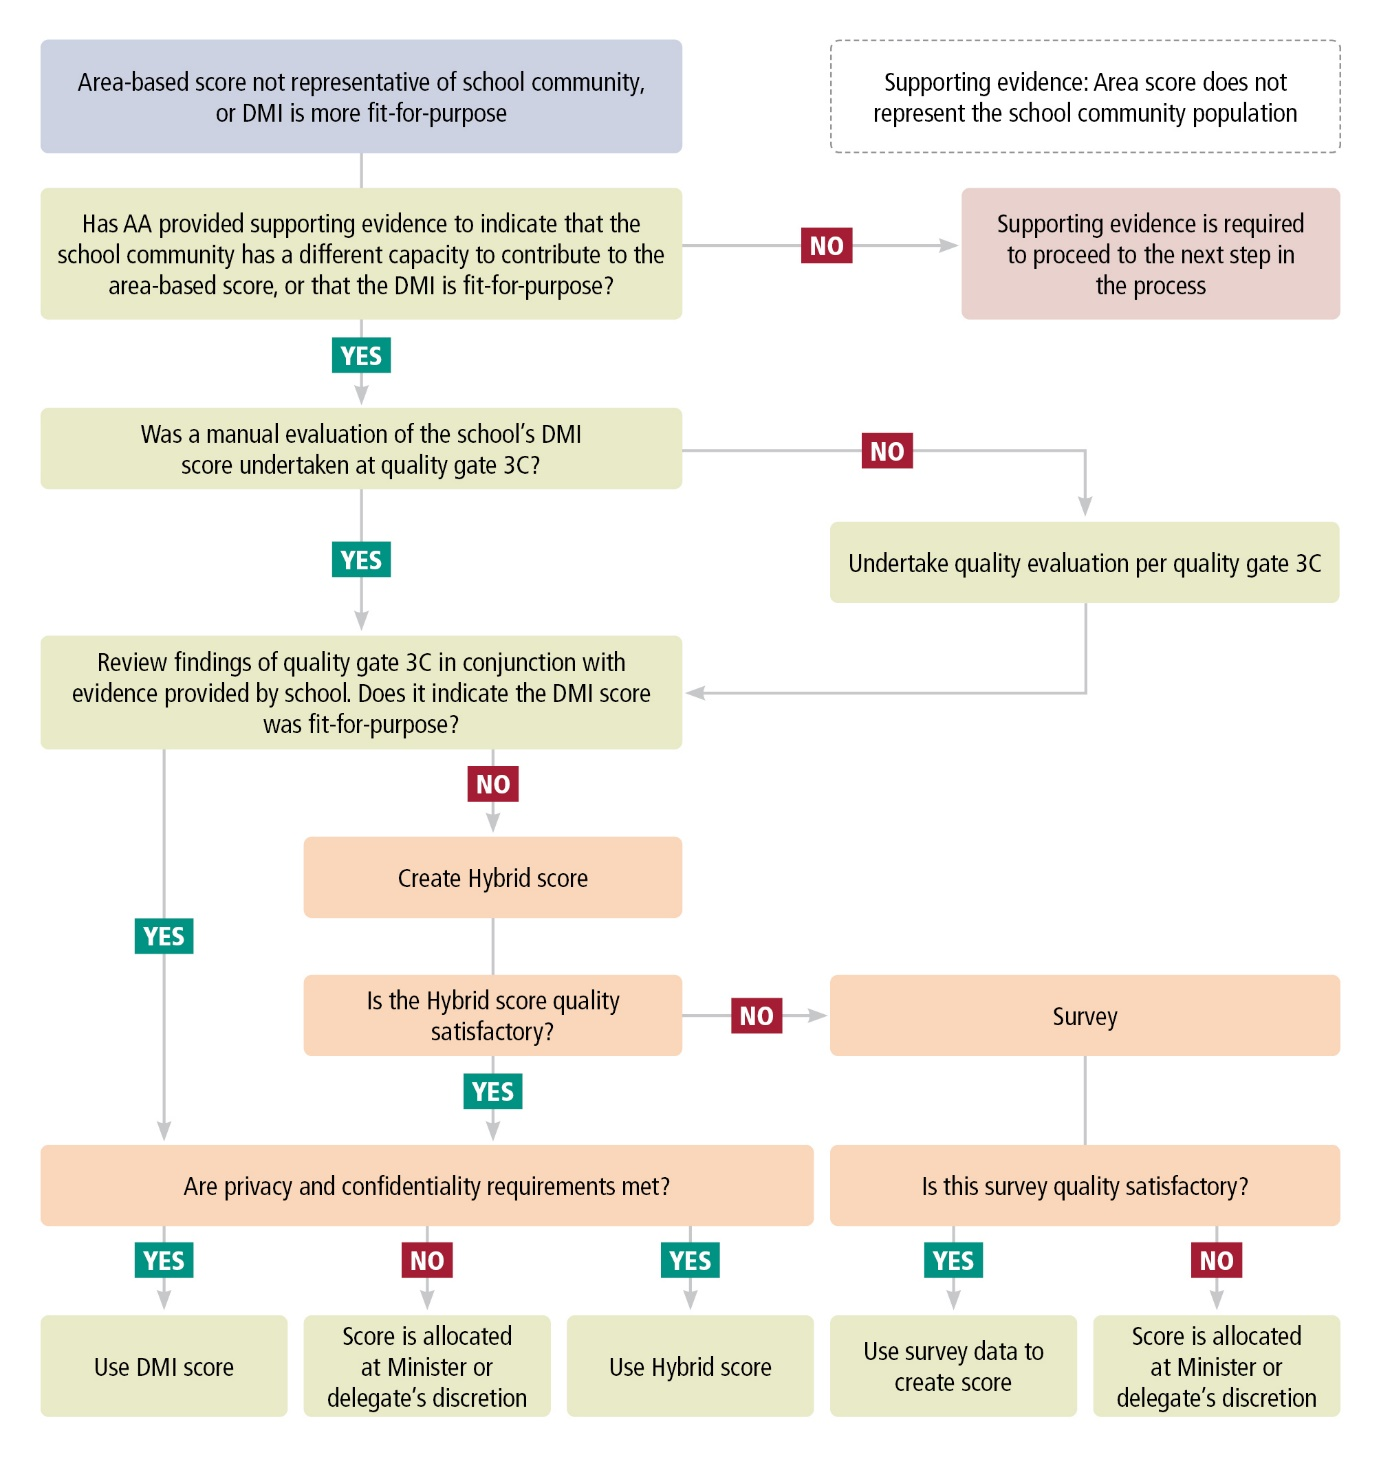 Area-based score not representative of school community,
or DMI is more fit-for-purpose
Supporting evidence: Area score does not
represent the school community population
Has AA provided supporting evidence to indicate that the
school community has a different capacity to contribute to the
area-based score, or that the DMI is fit-for-purpose?
NO
Supporting evidence is required
to proceed to the next step in
the process
YES
Was a manual evaluation of the school's DMI
score undertaken at quality gate 3C?
NO
YES
Undertake quality evaluation per quality gate 3C
Review findings of quality gate 3C in conjunction with
evidence provided by school. Does it indicate the DMI score
was fit-for-purpose?
NO
Create Hybrid score
YES
Is the Hybrid score quality
satisfactory?
NO
Survey
YES
Are privacy and confidentiality requirements met?
Is this survey quality satisfactory?
YES
NO
YES
YES
NO
Use DMI score
Score is allocated
at Minister or
delegate's discretion
Use Hybrid score
Use survey data to
create score
Score is allocated
at Minister or
delegate's discretion